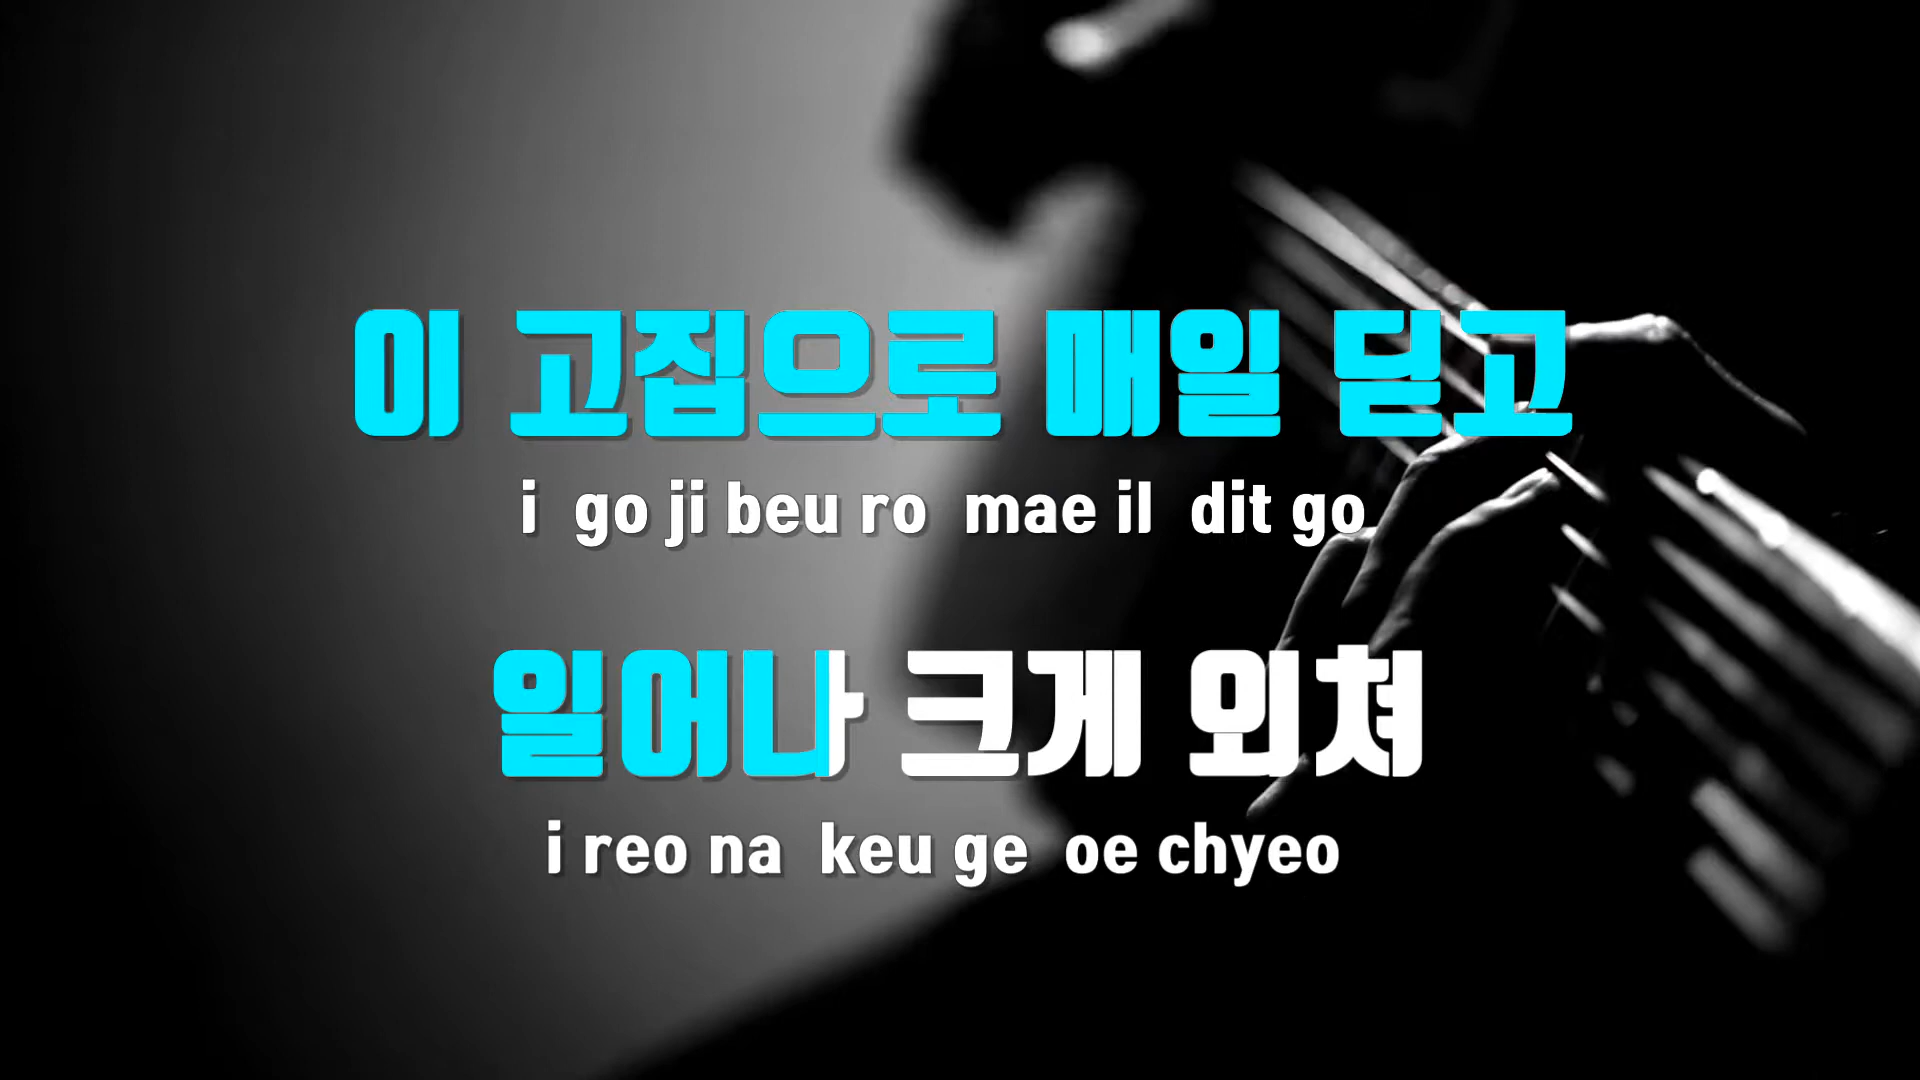 이 고집으로 매일 딛고
i go ji beu ro mae il dit go
일어나 크게 외쳐
i reo na keu ge oe chyeo